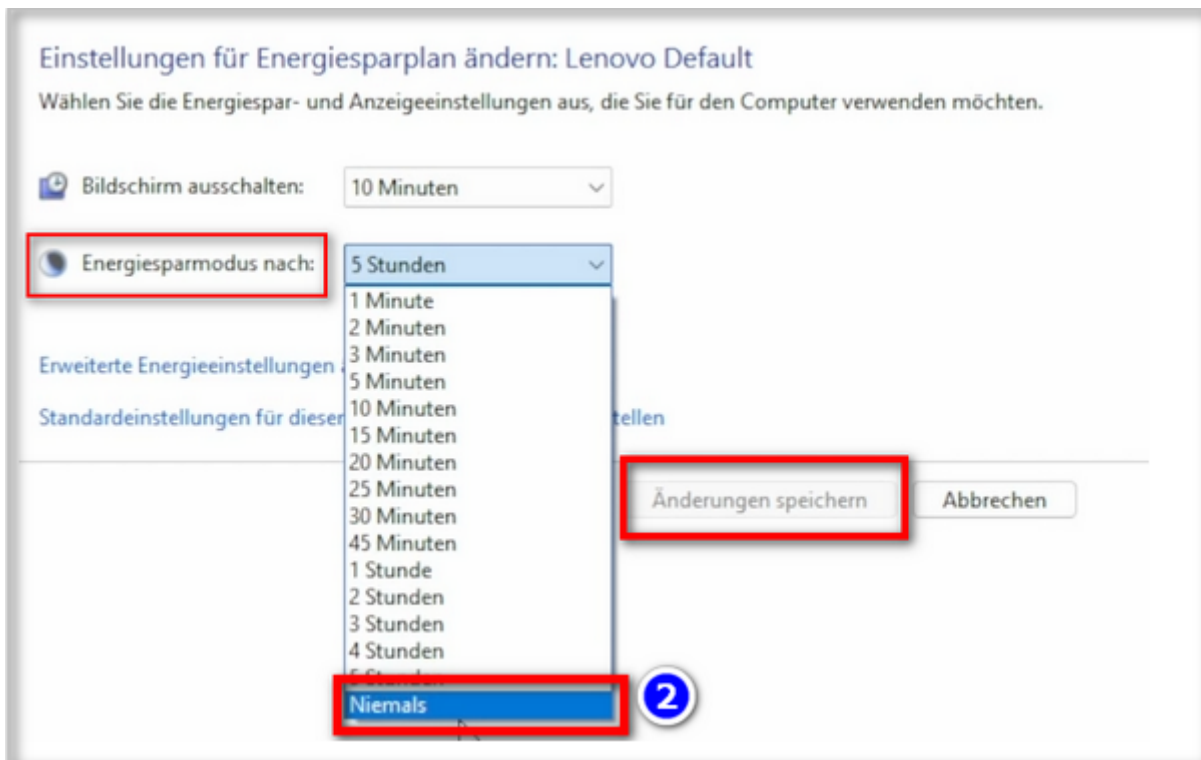 Einstellungen für Energiesparplan ändern: Lenovo Default
Wählen Sie die Energiespar- und Anzeigeeinstellungen aus, die Sie für den Computer verwenden möchten.
Bildschirm ausschalten: 10 Minuten
Energiesparmodus nach: 5 Stunden
1 Minute
2 Minuten
3 Minuten
Erweiterte Energieeinstellungen
5 Minuten
10 Minuten
Standardeinstellungen für dieser tellen
15 Minuten
20 Minuten
25 Minuten
Änderungen speichern Abbrechen
30 Minuten
45 Minuten
1 Stunde
2 Stunden
3 Stunden
4 Stunden
5 Stunden
Niemals 2